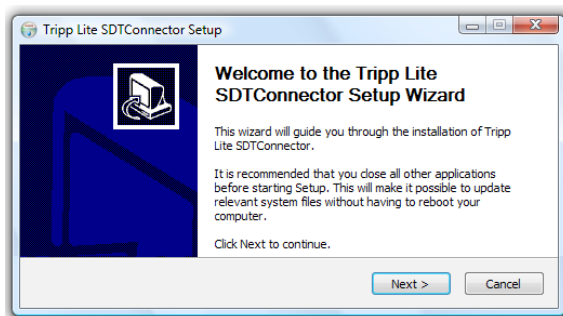 Tripp Lite SDTConnector Setup
Welcome to the Tripp Lite
SDTConnector Setup Wizard
This wizard will guide you through the installation of Tripp
Lite SDTConnector.
It is recommended that you close all other applications
before starting Setup. This will make it possible to update
relevant system files without having to reboot your
computer.
Click Next to continue.
Next >
Cancel